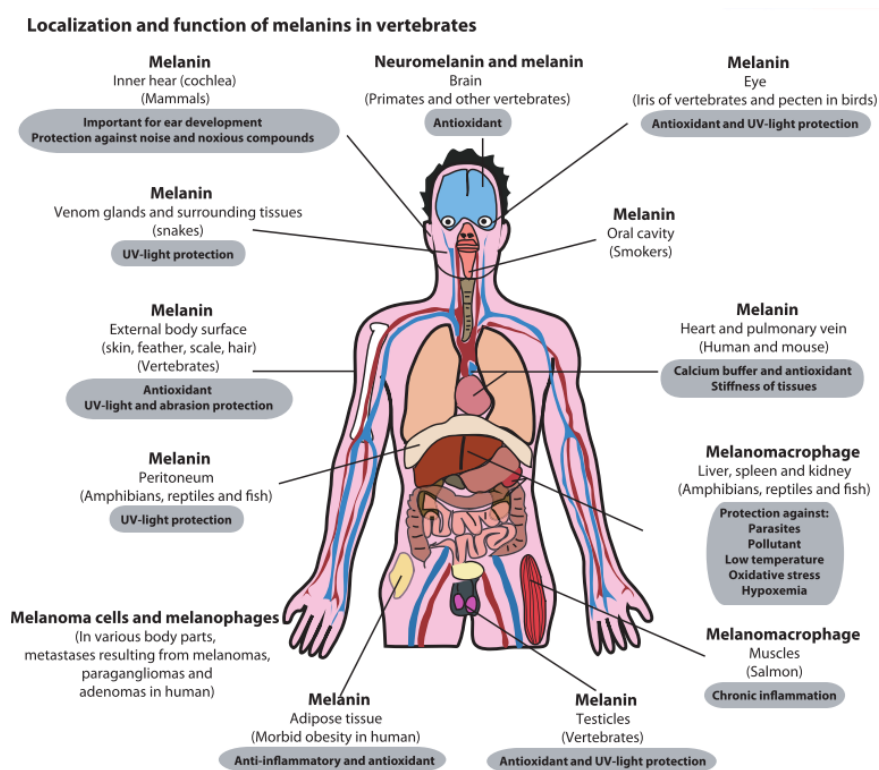 Localization and function of melanins in vertebrates
Melanin
Inner hear (cochlea)
(Mammals)
Important for ear development
Protection against noise and noxious compounds
Neuromelanin and melanin
Brain
(Primates and other vertebrates)
Antioxidant
Melanin
Eye
(Iris of vertebrates and pecten in birds)
Antioxidant and UV-light protection
Melanin
Venom glands and surrounding tissues
(snakes)
UV-light protection
Melanin
Oral cavity
(Smokers)
Melanin
External body surface
(skin, feather, scale, hair)
(Vertebrates)
Antioxidant
UV-light and abrasion protection
Melanin
Heart and pulmonary vein
(Human and mouse)
Calcium buffer and antioxidant
Stiffness of tissues
Melanin
Peritoneum
(Amphibians, reptiles and fish)
UV-light protection
Melanomacrophage
Liver, spleen and kidney
(Amphibians, reptiles and fish)
Protection against:
Parasites
Pollutant
Low temperature
Oxidative stress
Hypoxemia
Melanoma cells and melanophages
(In various body parts,
metastases resulting from melanomas,
paragangliomas and
adenomas in human)
Melanomacrophage
Muscles
(Salmon)
Chronic inflammation
Melanin
Adipose tissue
(Morbid obesity in human)
Anti-inflammatory and antioxidant
Melanin
Testicles
(Vertebrates)
Antioxidant and UV-light protection